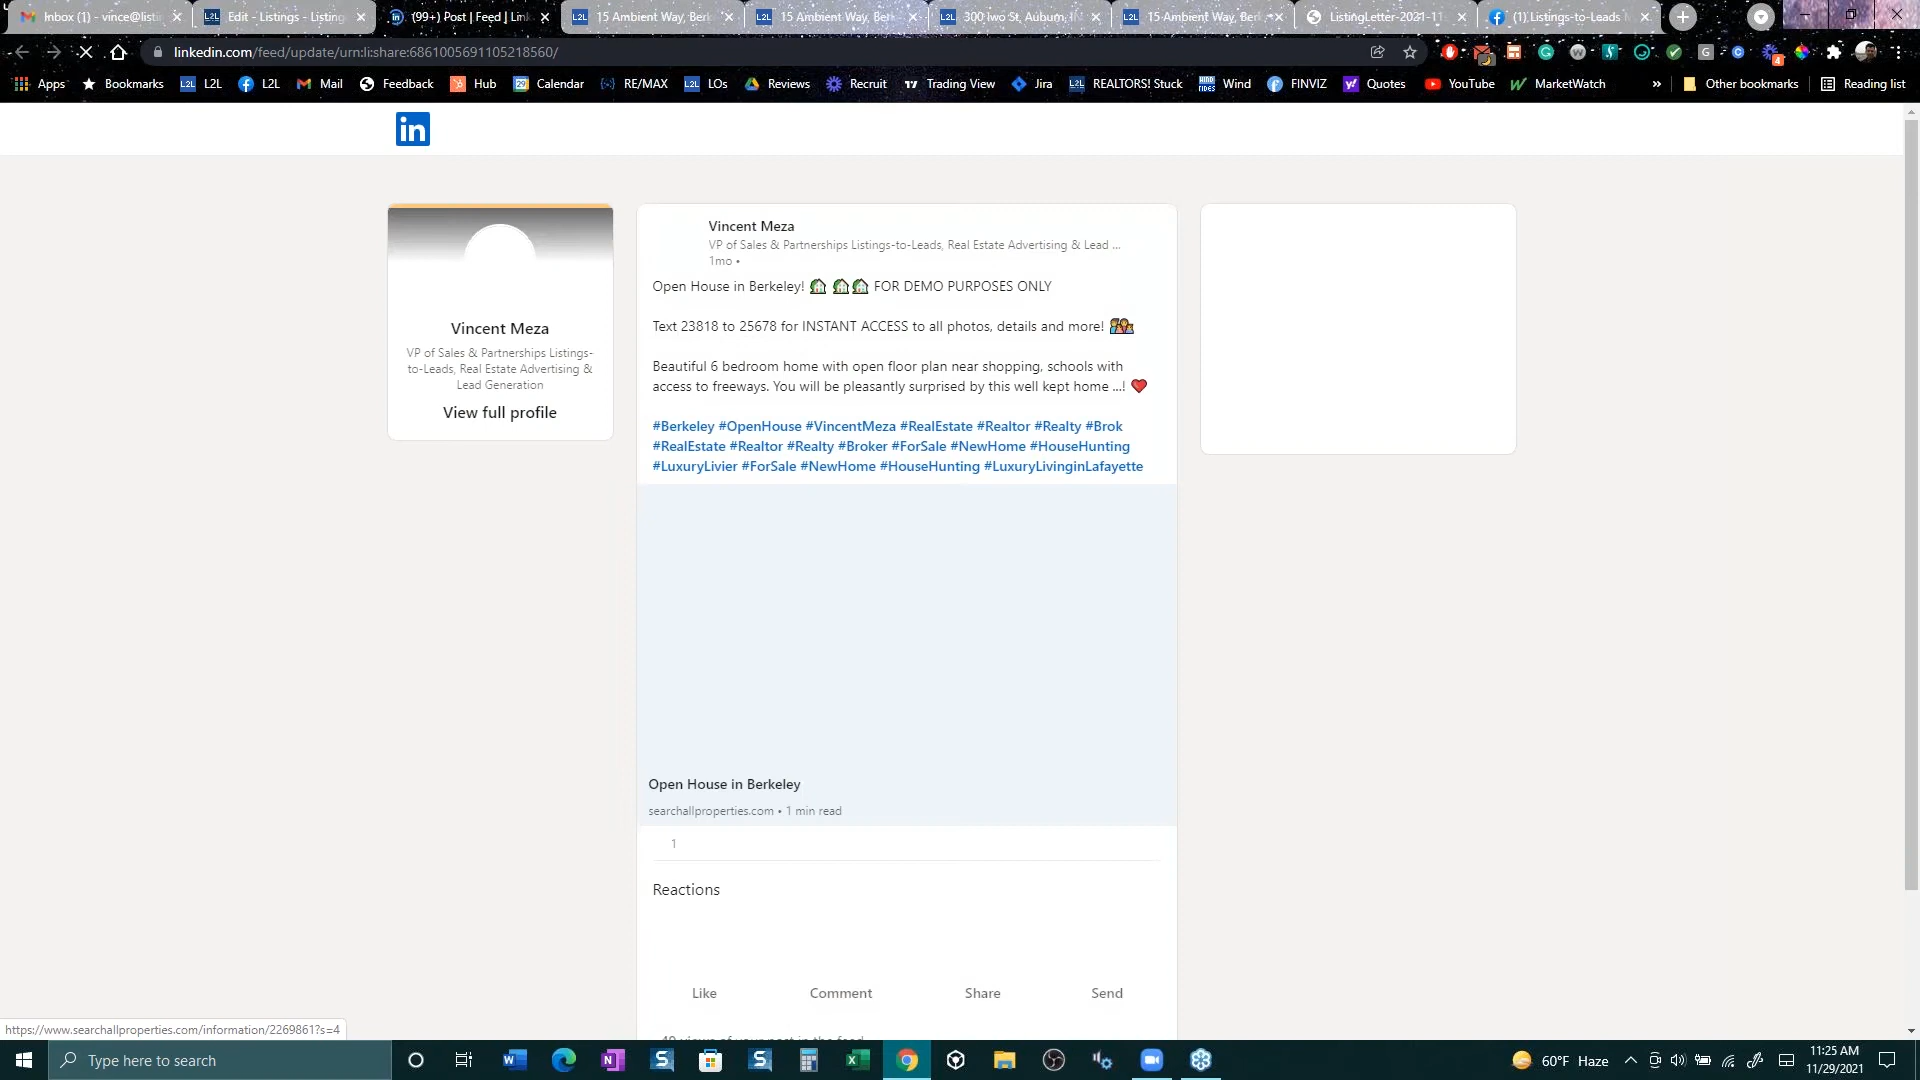 Inbox (1) - vince@listi
Edit - Listings - Listing
(99+) Post | Feed | Link
15 Ambient Way, Berk
15 Ambient Way, Berk
300 Two St, Auburn, IN
15 Ambient Way, Berk
ListingLetter-2021-11
(1) Listings-to-Leads
linkedin.com/feed/update/urn:li:share:6861005691105218560/
Apps
Bookmarks
L2L
L2L
Mail
Feedback
Hub
Calendar
RE/MAX
LOs
Reviews
Recruit
Trading View
Jira
REALTORS! Stuck
Wind
FINVIZ
Quotes
YouTube
MarketWatch
»
Other bookmarks
Reading list
in
Vincent Meza
VP of Sales & Partnerships Listings-
to-Leads, Real Estate Advertising &
Lead Generation
View full profile
Vincent Meza
VP of Sales & Partnerships Listings-to-Leads, Real Estate Advertising & Lead ...
1mo •
Open House in Berkeley! 🏡 🏡🏡 FOR DEMO PURPOSES ONLY
Text 23818 to 25678 for INSTANT ACCESS to all photos, details and more!
Beautiful 6 bedroom home with open floor plan near shopping, schools with
access to freeways. You will be pleasantly surprised by this well kept home ...! ❤️
#Berkeley #OpenHouse #VincentMeza #RealEstate #Realtor #Realty #Brok
#RealEstate #Realtor #Realty #Broker #ForSale #NewHome #HouseHunting
#LuxuryLivier #ForSale #NewHome #HouseHunting #LuxuryLivinginLafayette
Open House in Berkeley
searchallproperties.com • 1 min read
1
Reactions
Like
Comment
Share
Send
views of your post in the feed
https://www.searchallproperties.com/information/2269861?s=4
Type here to search
60°F Haze
11:25 AM
11/29/2021